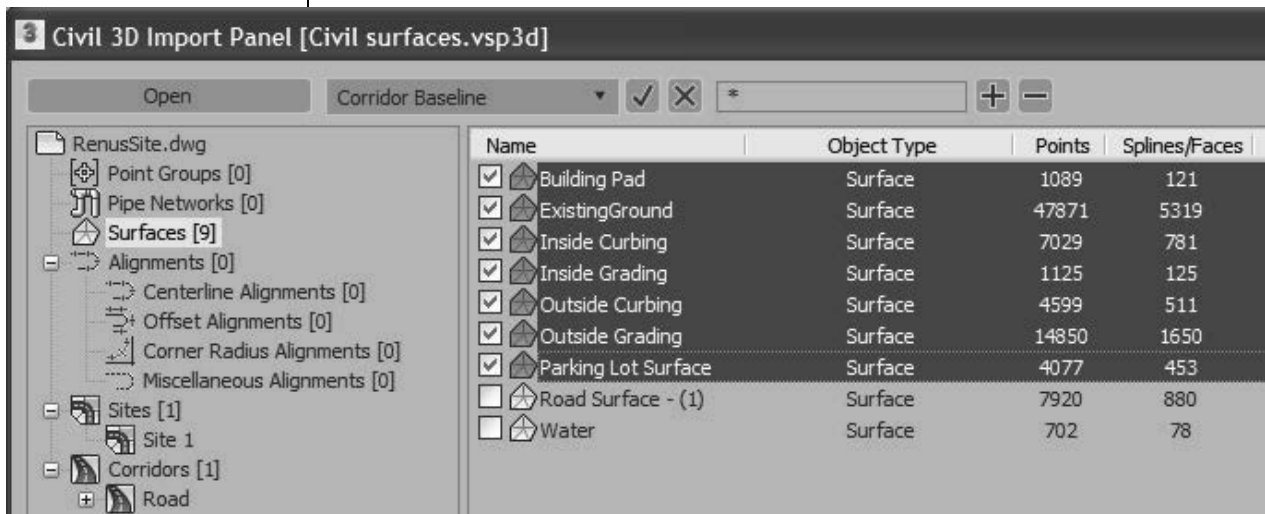 Civil 3D Import Panel [Civil surfaces.vsp3d]
Open Corridor Baseline *
RenusSite.dwg
Point Groups [0]
Pipe Networks [0]
Surfaces [9]
Alignments [0]
Centerline Alignments [0]
Offset Alignments [0]
Corner Radius Alignments [0]
Miscellaneous Alignments [0]
Sites [1]
Site 1
Corridors [1]
Road
Name Object Type Points Splines/Faces
Building Pad Surface 1089 121
ExistingGround Surface 47871 5319
Inside Curbing Surface 7029 781
Inside Grading Surface 1125 125
Outside Curbing Surface 4599 511
Outside Grading Surface 14850 1650
Parking Lot Surface Surface 4077 453
Road Surface - (1) Surface 7920 880
Water Surface 702 78